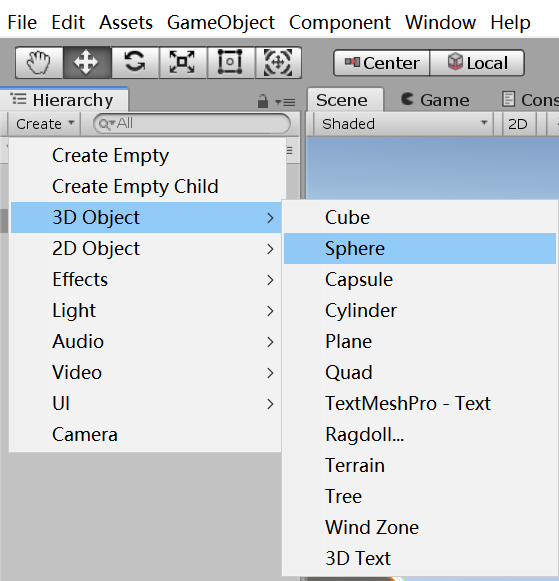 File Edit Assets GameObject Component Window Help
Center Local
Hierarchy
Scene Game Cons
Create All
Shaded 2D
Create Empty
Create Empty Child
3D Object
2D Object
Effects
Light
Audio
Video
UI
Camera
Cube
Sphere
Capsule
Cylinder
Plane
Quad
TextMeshPro - Text
Ragdoll...
Terrain
Tree
Wind Zone
3D Text